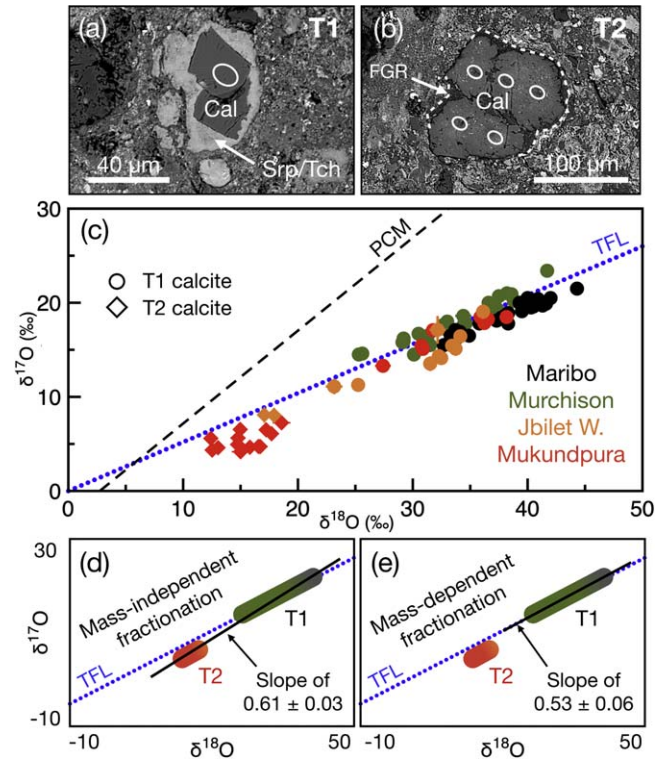 (a) T1
Cal
Srp/Tch
40 µm
(b) T2
FGR
Cal
100 µm
(c)
PCM
TFL
T1 calcite
T2 calcite
Maribo
Murchison
Jbilet W.
Mukundpura
30
20
10
0
0 10 20 30 40 50
δ¹⁷O (‰)
δ¹⁸O (‰)
(d)
Mass-independent
fractionation
TFL
T1
T2
Slope of
0.61 ± 0.03
30
δ¹⁷O
-10
-10 δ¹⁸O 50
(e)
Mass-dependent
fractionation
TFL
T1
T2
Slope of
0.53 ± 0.06
-10 δ¹⁸O 50